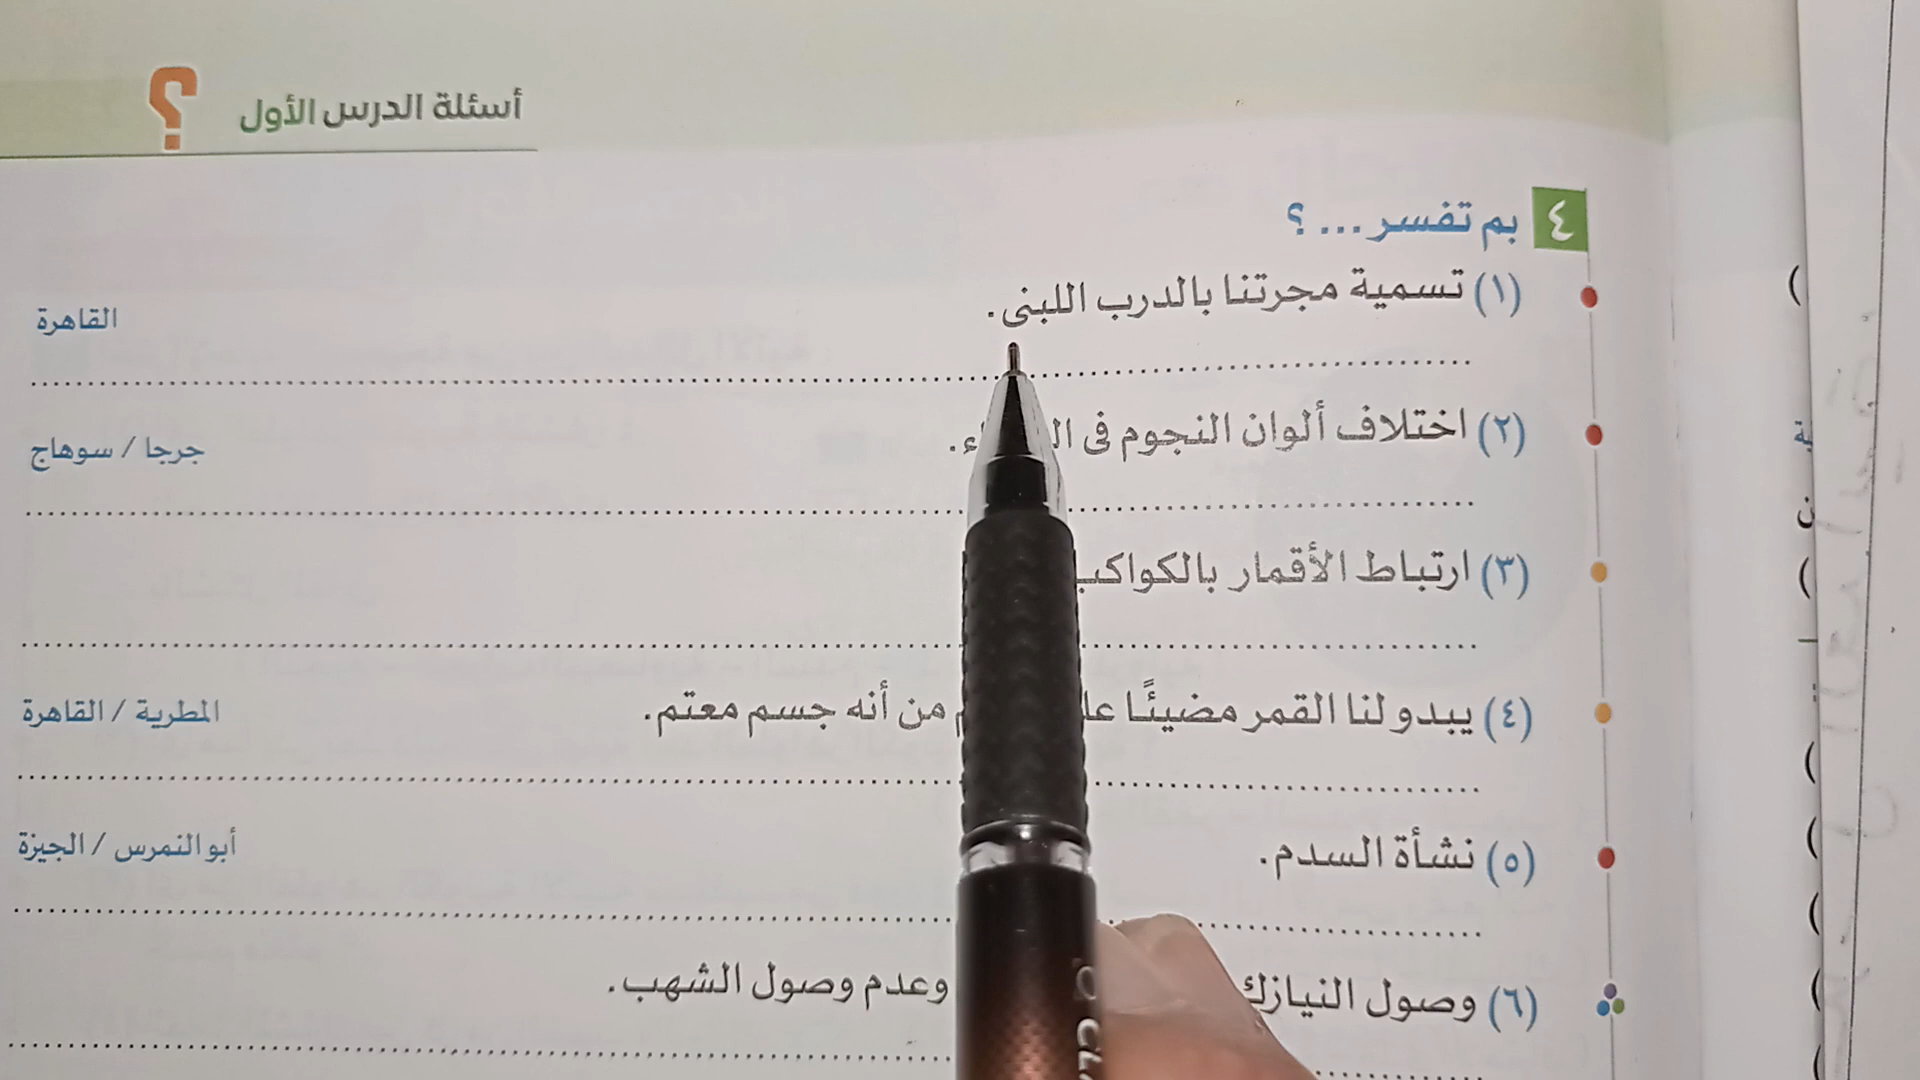 أسئلة الدرس الأول ؟
٤ بم تفسر ... ؟
(١) تسمية مجرتنا بالدرب اللبنى.
القاهرة
(٢) اختلاف ألوان النجوم فى
جرجا / سوهاج
(٣) ارتباط الأقمار بالكواكب
(٤) يبدو لنا القمر مضيئًا من أنه جسم معتم.
المطرية / القاهرة
(٥) نشأة السدم.
أبو النمرس / الجيزة
(٦) وصول النيازك وعدم وصول الشهب.